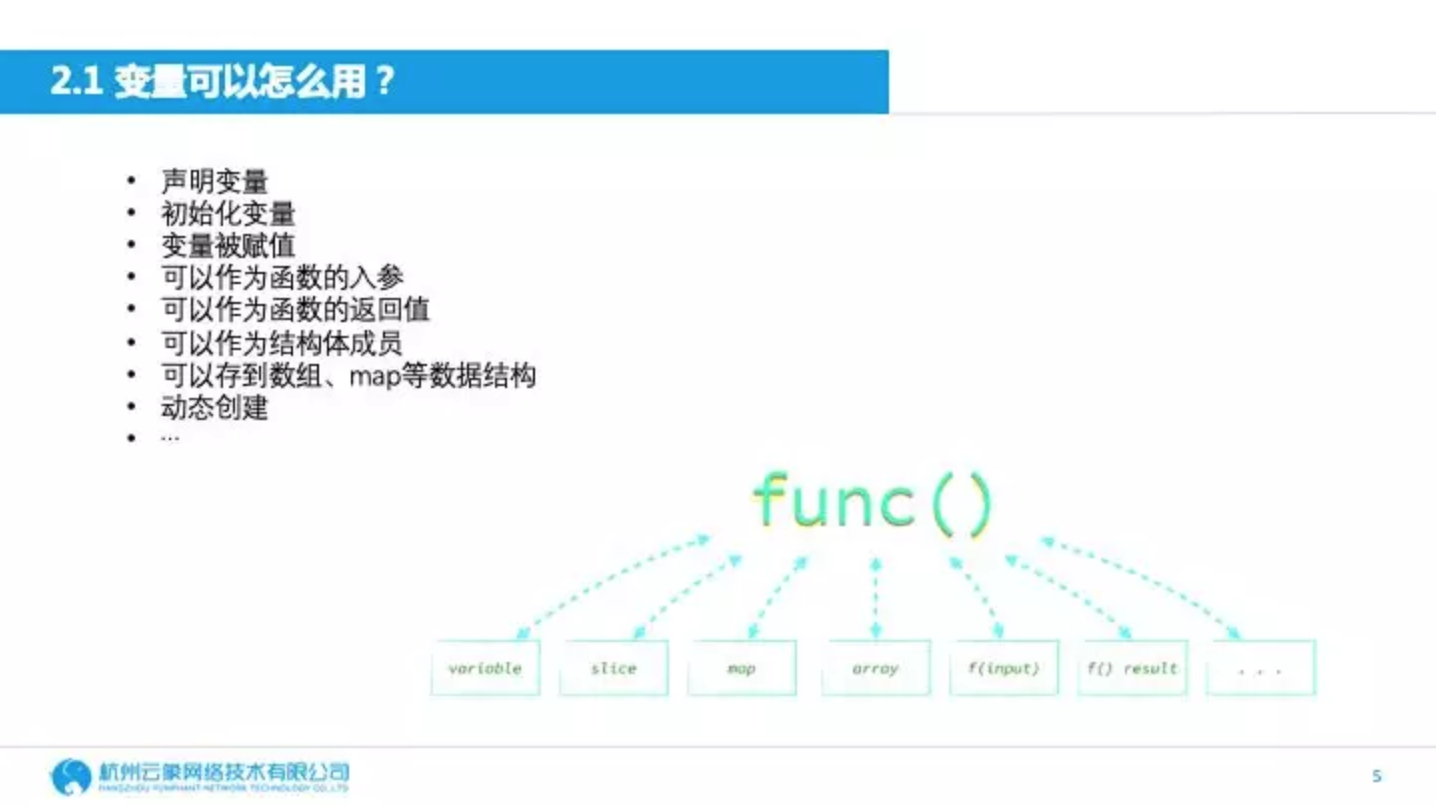 2.1 变量可以怎么用？
• 声明变量
• 初始化变量
• 变量被赋值
• 可以作为函数的入参
• 可以作为函数的返回值
• 可以作为结构体成员
• 可以存到数组、map等数据结构
• 动态创建
• ...
func()
variable slice map array f(input) f() result . . .
杭州云象网络技术有限公司
HANGZHOU YUNPHANT NETWORK TECHNOLOGY CO.,LTD
5